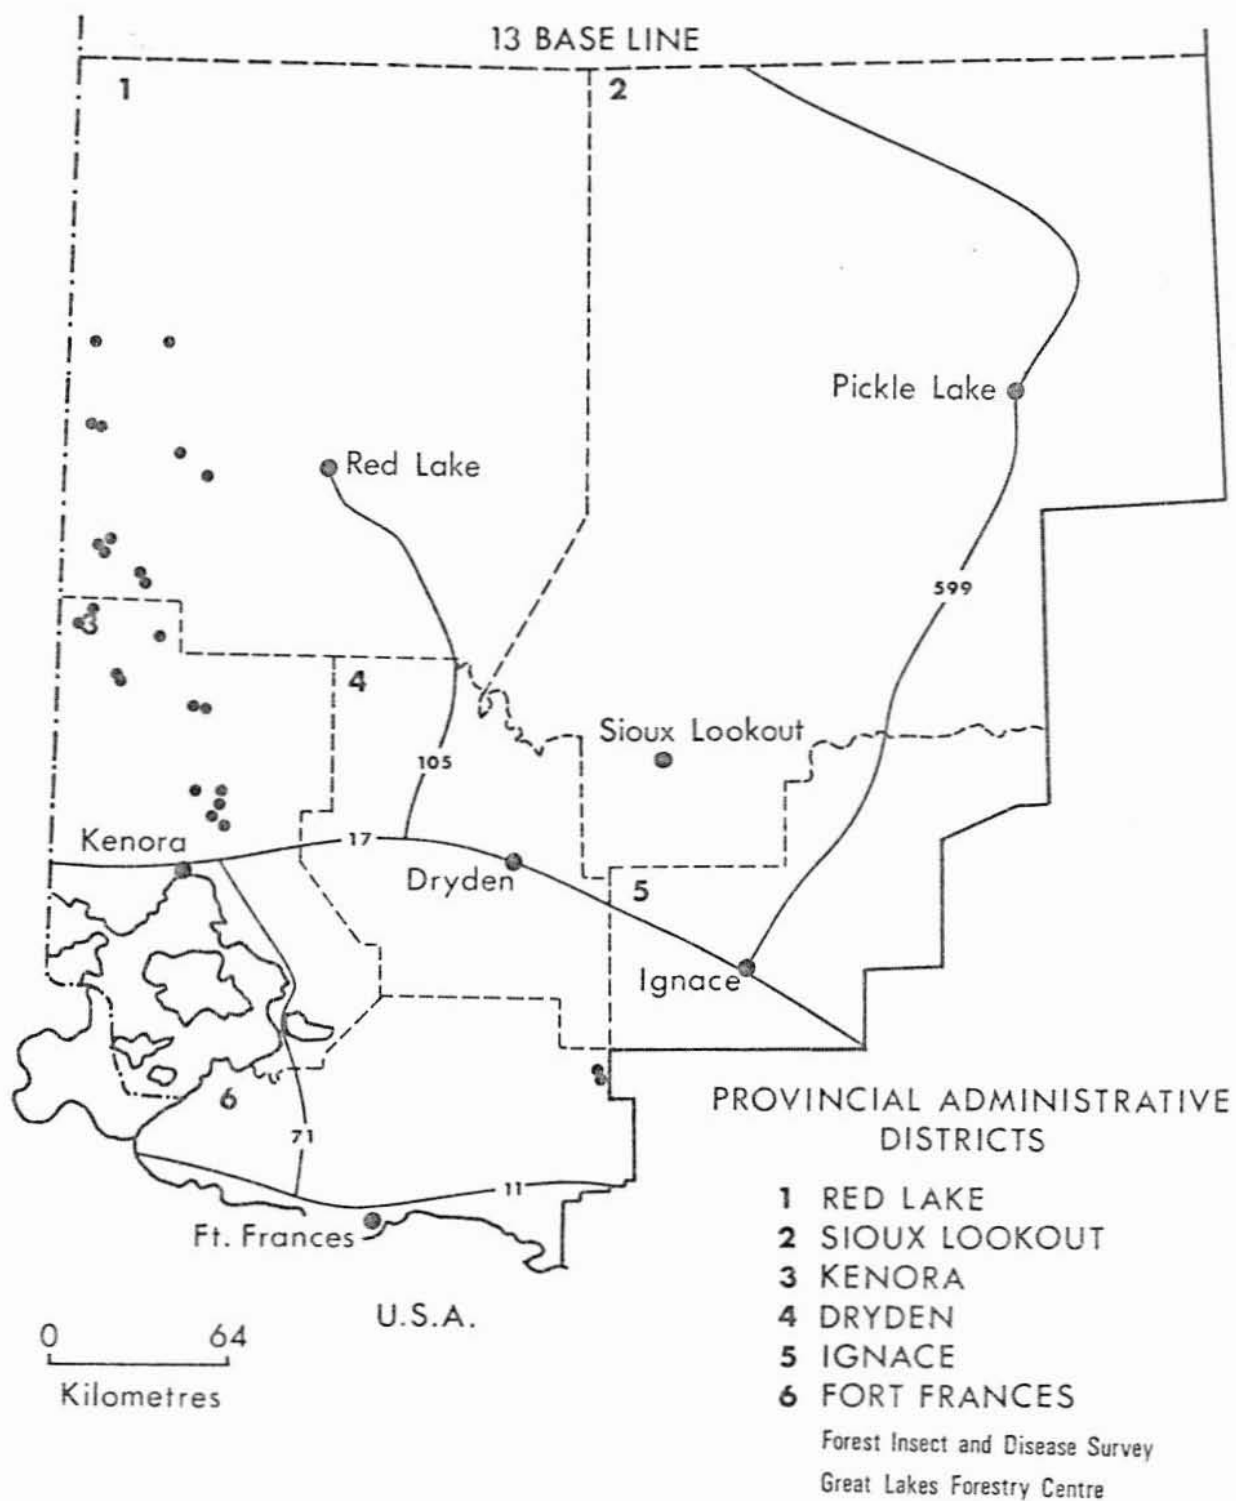 13 BASE LINE
1
2
Pickle Lake
Red Lake
599
3
4
Sioux Lookout
105
Kenora
17
Dryden
5
Ignace
6
71
11
Ft. Frances
U.S.A.
0 64
Kilometres
PROVINCIAL ADMINISTRATIVE
DISTRICTS
1 RED LAKE
2 SIOUX LOOKOUT
3 KENORA
4 DRYDEN
5 IGNACE
6 FORT FRANCES
Forest Insect and Disease Survey
Great Lakes Forestry Centre